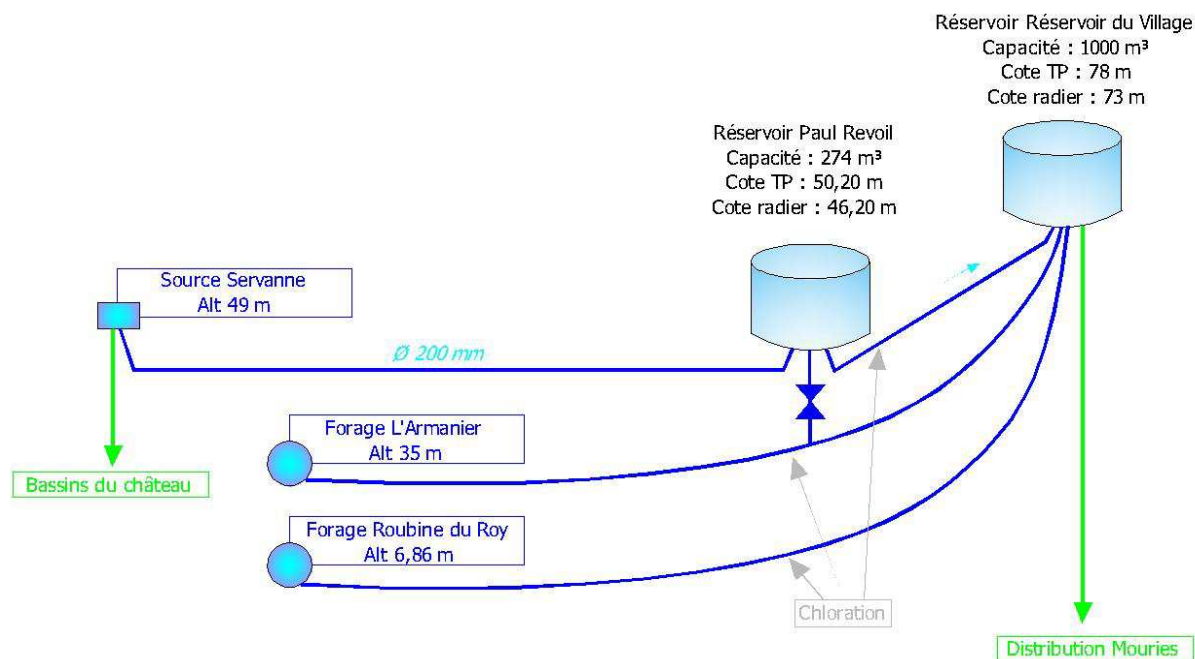 Réservoir Réservoir du Village
Capacité : 1000 m³
Cote TP : 78 m
Cote radier : 73 m
Réservoir Paul Revoil
Capacité : 274 m³
Cote TP : 50,20 m
Cote radier : 46,20 m
Source Servanne
Alt 49 m
Ø 200 mm
Forage L'Armanier
Alt 35 m
Bassins du château
Forage Roubine du Roy
Alt 6,86 m
Chloration
Distribution Mouries